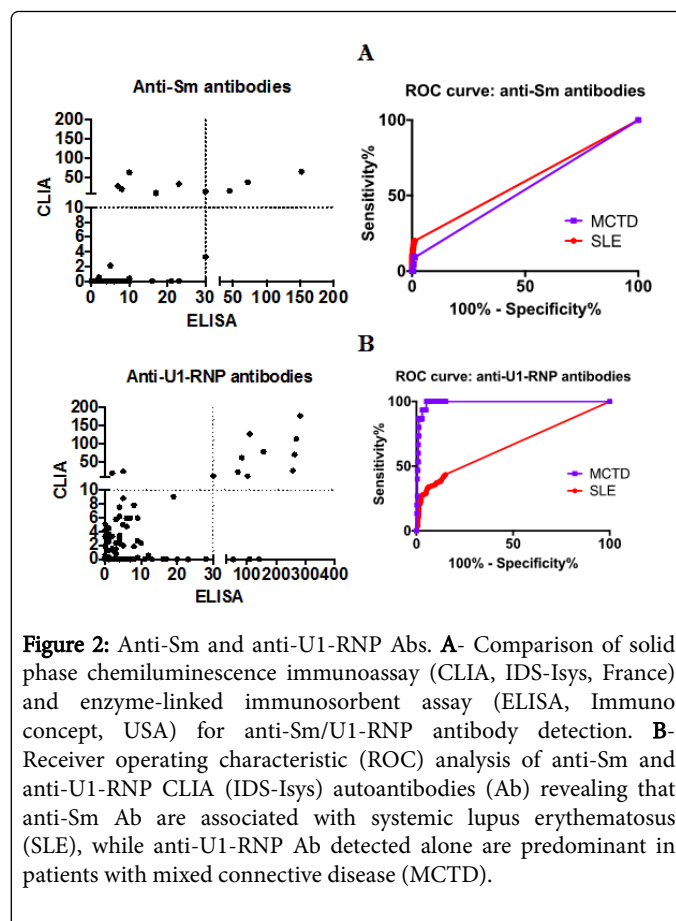 A
Anti-Sm antibodies
200
150
100
50
10
8
6
4
2
0
CLIA
0 10 20 30 50 100 150 200
ELISA
ROC curve: anti-Sm antibodies
100
50
0
Sensitivity%
MCTD
SLE
0 50 100
100% - Specificity%
B
Anti-U1-RNP antibodies
200
150
100
50
10
8
6
4
2
0
CLIA
0 10 20 30 100 200 300 400
ELISA
ROC curve: anti-U1-RNP antibodies
100
50
0
Sensitivity%
MCTD
SLE
0 50 100
100% - Specificity%
Figure 2: Anti-Sm and anti-U1-RNP Abs. A- Comparison of solid
phase chemiluminescence immunoassay (CLIA, IDS-Isys, France)
and enzyme-linked immunosorbent assay (ELISA, Immuno
concept, USA) for anti-Sm/U1-RNP antibody detection. B-
Receiver operating characteristic (ROC) analysis of anti-Sm and
anti-U1-RNP CLIA (IDS-Isys) autoantibodies (Ab) revealing that
anti-Sm Ab are associated with systemic lupus erythematosus
(SLE), while anti-U1-RNP Ab detected alone are predominant in
patients with mixed connective disease (MCTD).